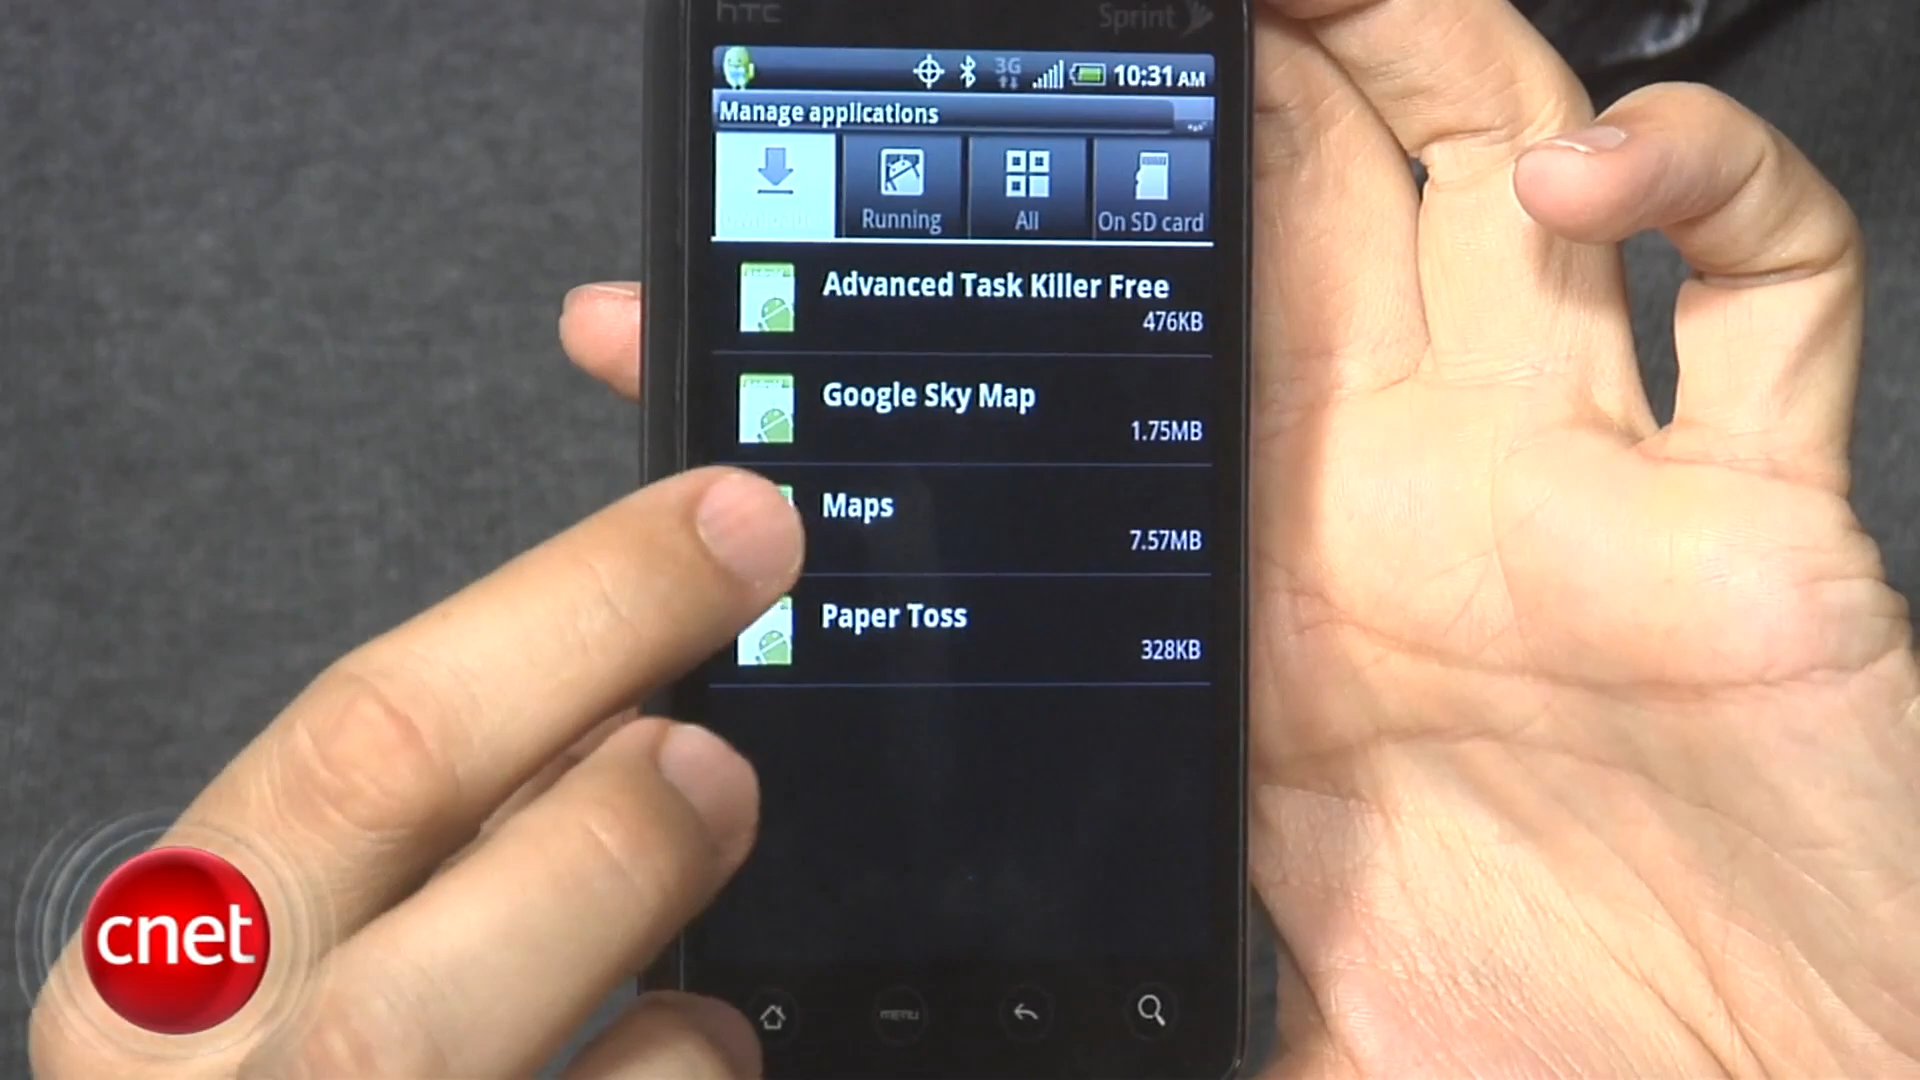 hTC
Sprint
3G
10:31 AM
Manage applications
Running
All
On SD card
Advanced Task Killer Free
476KB
Google Sky Map
1.75MB
Maps
7.57MB
Paper Toss
328KB
MENU
cnet